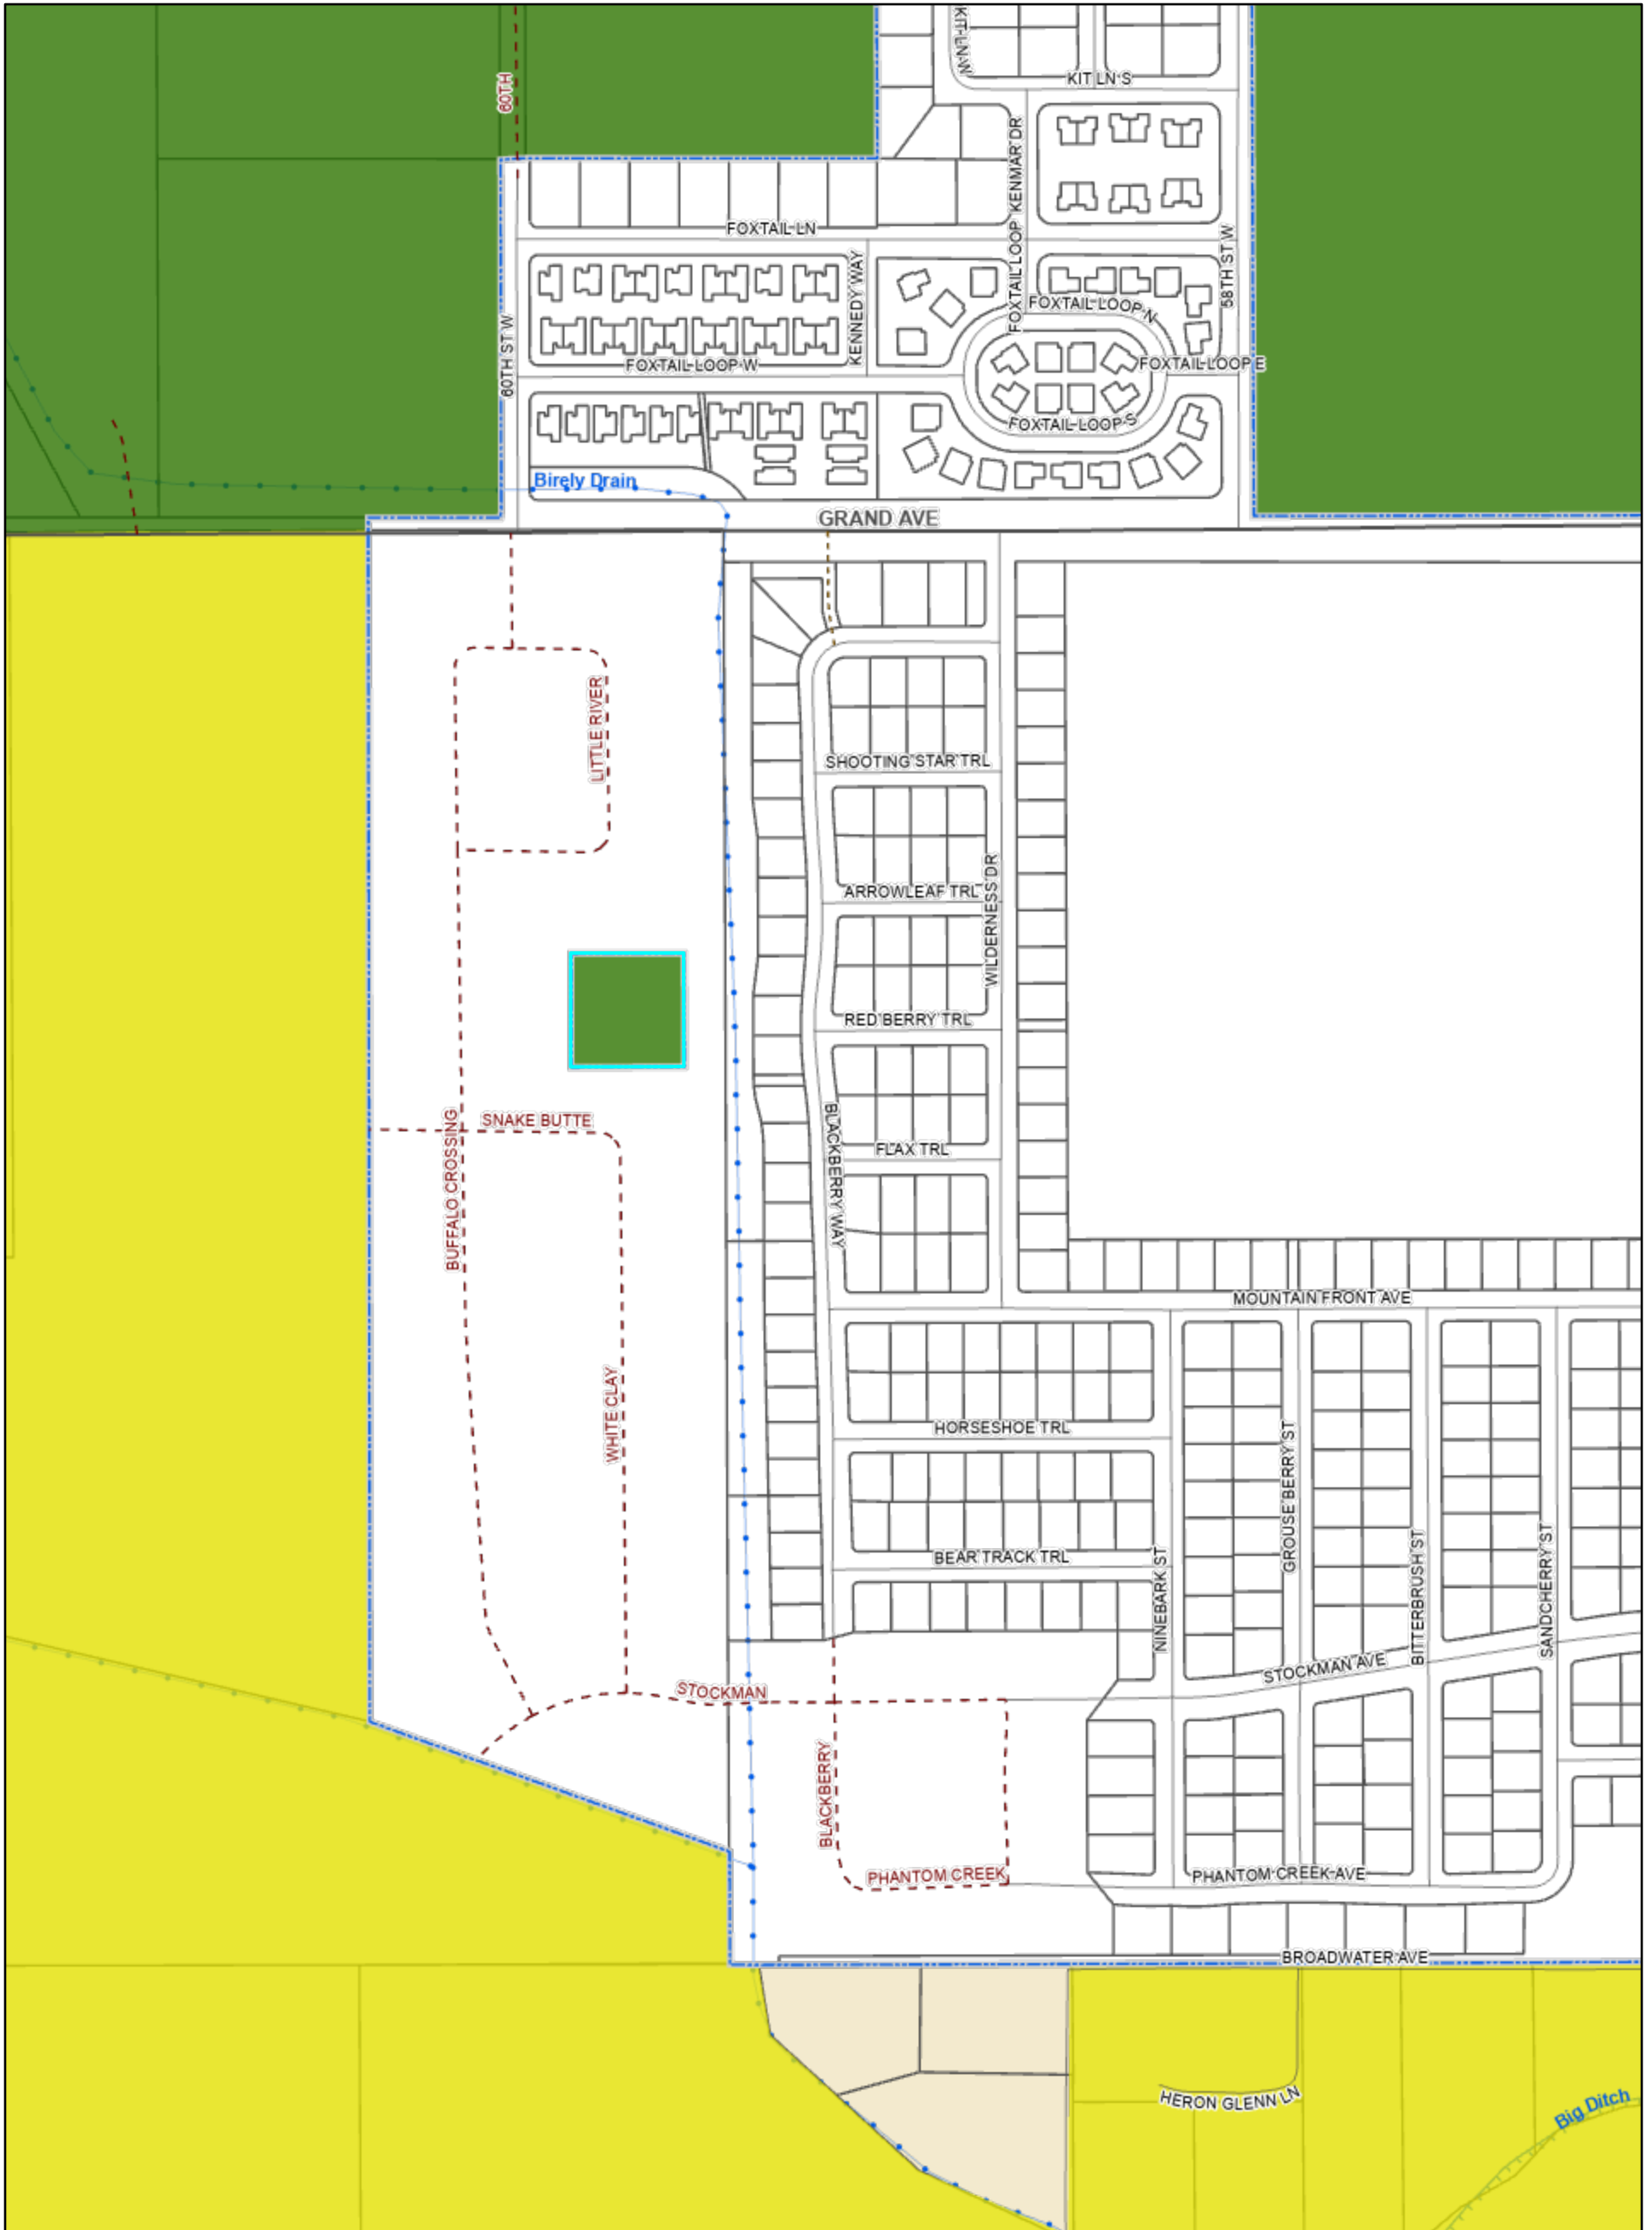 KIT LN W
KIT LN S
60TH
KENMAR DR
FOXTAIL LN
58TH ST W
KENNEDY WAY
FOXTAIL LOOP
FOXTAIL LOOP N
60TH ST W
FOXTAIL LOOP W
FOXTAIL LOOP E
FOXTAIL LOOP S
Birely Drain
GRAND AVE
LITTLE RIVER
SHOOTING STAR TRL
ARROWLEAF TRL
WILDERNESS DR
RED BERRY TRL
SNAKE BUTTE
BUFFALO CROSSING
FLAX TRL
BLACKBERRY WAY
MOUNTAIN FRONT AVE
WHITE CLAY
HORSESHOE TRL
GROUSE BERRY ST
BEAR TRACK TRL
NINEBARK ST
BITTERBRUSH ST
SANDCHERRY ST
STOCKMAN AVE
STOCKMAN
BLACKBERRY
PHANTOM CREEK
PHANTOM CREEK AVE
BROADWATER AVE
HERON GLENN LN
Big Ditch